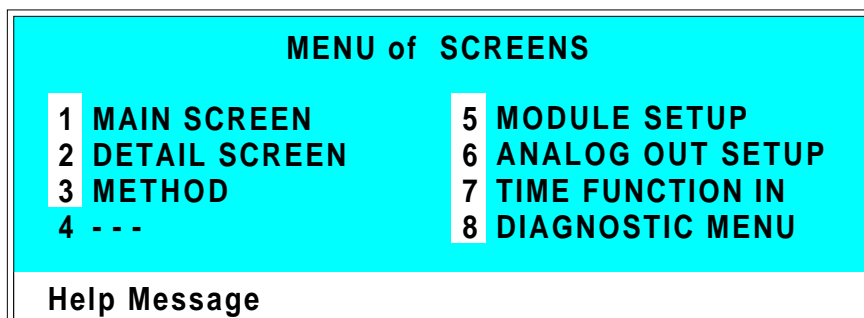 MENU of SCREENS
1 MAIN SCREEN
2 DETAIL SCREEN
3 METHOD
4 - - -
5 MODULE SETUP
6 ANALOG OUT SETUP
7 TIME FUNCTION IN
8 DIAGNOSTIC MENU
Help Message